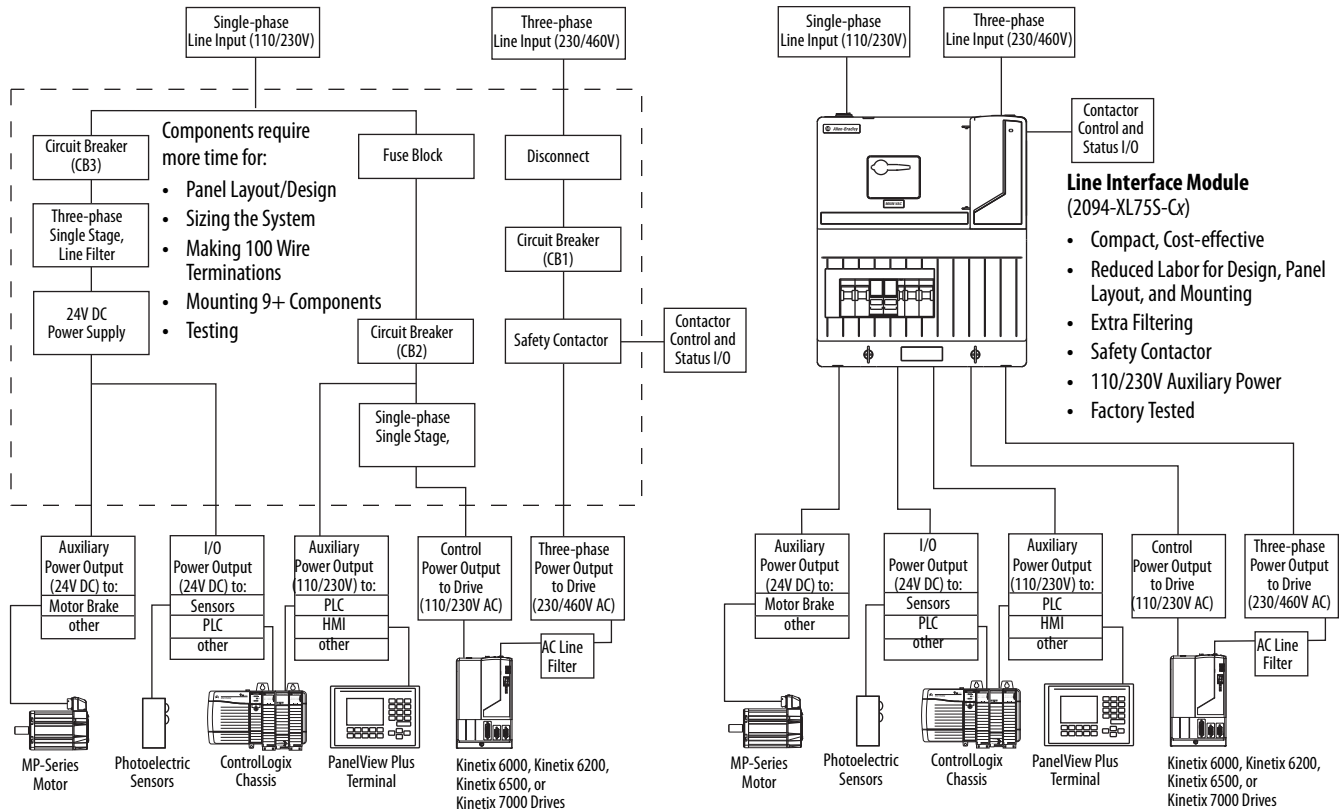 Single-phase
Line Input (110/230V)
Three-phase
Line Input (230/460V)
Circuit Breaker
(CB3)
Components require
more time for:
• Panel Layout/Design
• Sizing the System
• Making 100 Wire
Terminations
• Mounting 9+ Components
• Testing
Fuse Block
Disconnect
Three-phase
Single Stage,
Line Filter
Circuit Breaker
(CB1)
24V DC
Power Supply
Circuit Breaker
(CB2)
Safety Contactor
Contactor
Control and
Status I/O
Single-phase
Single Stage,
Auxiliary
Power Output
(24V DC) to:
Motor Brake
other
I/O
Power Output
(24V DC) to:
Sensors
PLC
other
Auxiliary
Power Output
(110/230V) to:
PLC
HMI
other
Control
Power Output
to Drive
(110/230V AC)
Three-phase
Power Output
to Drive
(230/460V AC)
AC Line
Filter
MP-Series
Motor
Photoelectric
Sensors
ControlLogix
Chassis
PanelView Plus
Terminal
Kinetix 6000, Kinetix 6200,
Kinetix 6500, or
Kinetix 7000 Drives
Single-phase
Line Input (110/230V)
Three-phase
Line Input (230/460V)
Allen-Bradley
Contactor
Control and
Status I/O
Line Interface Module
(2094-XL75S-Cx)
• Compact, Cost-effective
• Reduced Labor for Design, Panel
Layout, and Mounting
• Extra Filtering
• Safety Contactor
• 110/230V Auxiliary Power
• Factory Tested
Auxiliary
Power Output
(24V DC) to:
Motor Brake
other
I/O
Power Output
(24V DC) to:
Sensors
PLC
other
Auxiliary
Power Output
(110/230V) to:
PLC
HMI
other
Control
Power Output
to Drive
(110/230V AC)
Three-phase
Power Output
to Drive
(230/460V AC)
AC Line
Filter
MP-Series
Motor
Photoelectric
Sensors
ControlLogix
Chassis
PanelView Plus
Terminal
Kinetix 6000, Kinetix 6200,
Kinetix 6500, or
Kinetix 7000 Drives